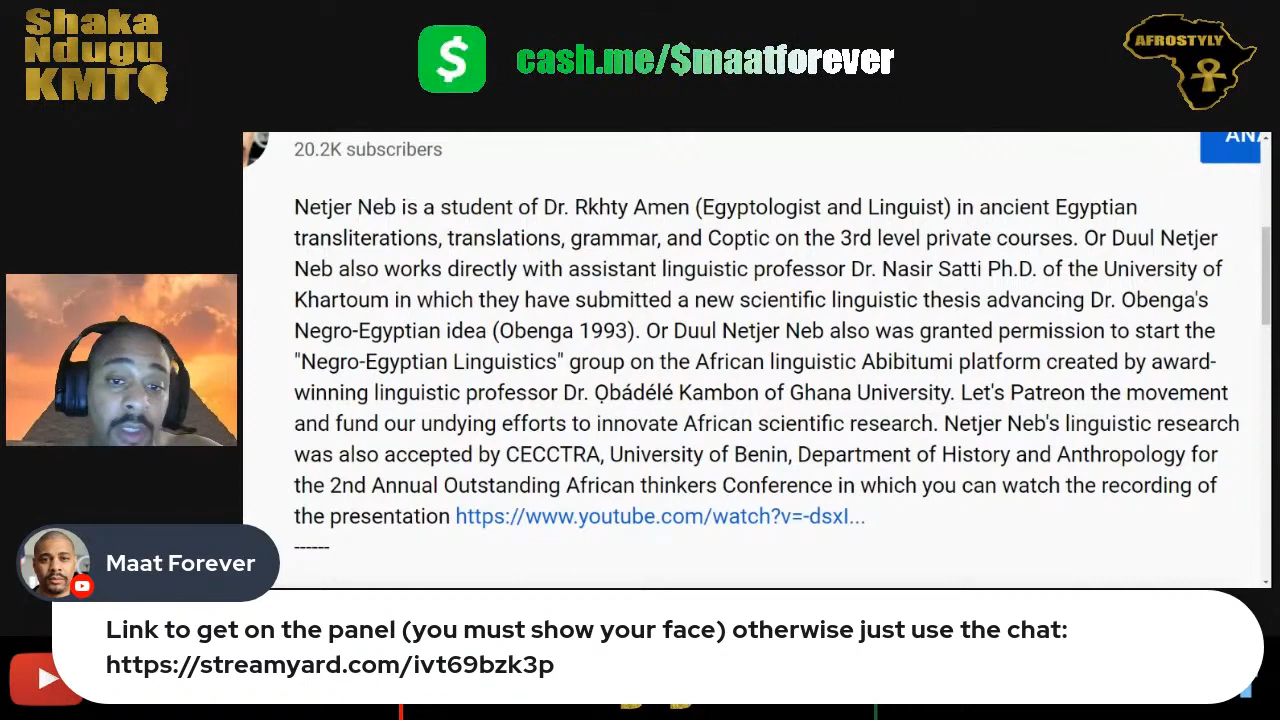 Shaka
Ndugu
KMT
cash.me/$maatforever
AFROSTYLY
20.2K subscribers
Netjer Neb is a student of Dr. Rkhty Amen (Egyptologist and Linguist) in ancient Egyptian
transliterations, translations, grammar, and Coptic on the 3rd level private courses. Or Duul Netjer
Neb also works directly with assistant linguistic professor Dr. Nasir Satti Ph.D. of the University of
Khartoum in which they have submitted a new scientific linguistic thesis advancing Dr. Obenga's
Negro-Egyptian idea (Obenga 1993). Or Duul Netjer Neb also was granted permission to start the
"Negro-Egyptian Linguistics" group on the African linguistic Abibitumi platform created by award-
winning linguistic professor Dr. Ọbádélé Kambon of Ghana University. Let's Patreon the movement
and fund our undying efforts to innovate African scientific research. Netjer Neb's linguistic research
was also accepted by CECCTRA, University of Benin, Department of History and Anthropology for
the 2nd Annual Outstanding African thinkers Conference in which you can watch the recording of
the presentation https://www.youtube.com/watch?v=-dsxI...
------
Maat Forever
Link to get on the panel (you must show your face) otherwise just use the chat:
https://streamyard.com/ivt69bzk3p